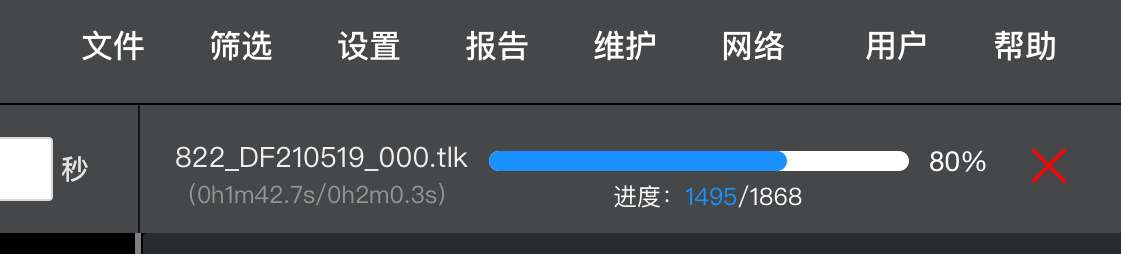 文件 筛选 设置 报告 维护 网络 用户 帮助
秒
822_DF210519_000.tlk 80%
(0h1m42.7s/0h2m0.3s)
进度：1495/1868